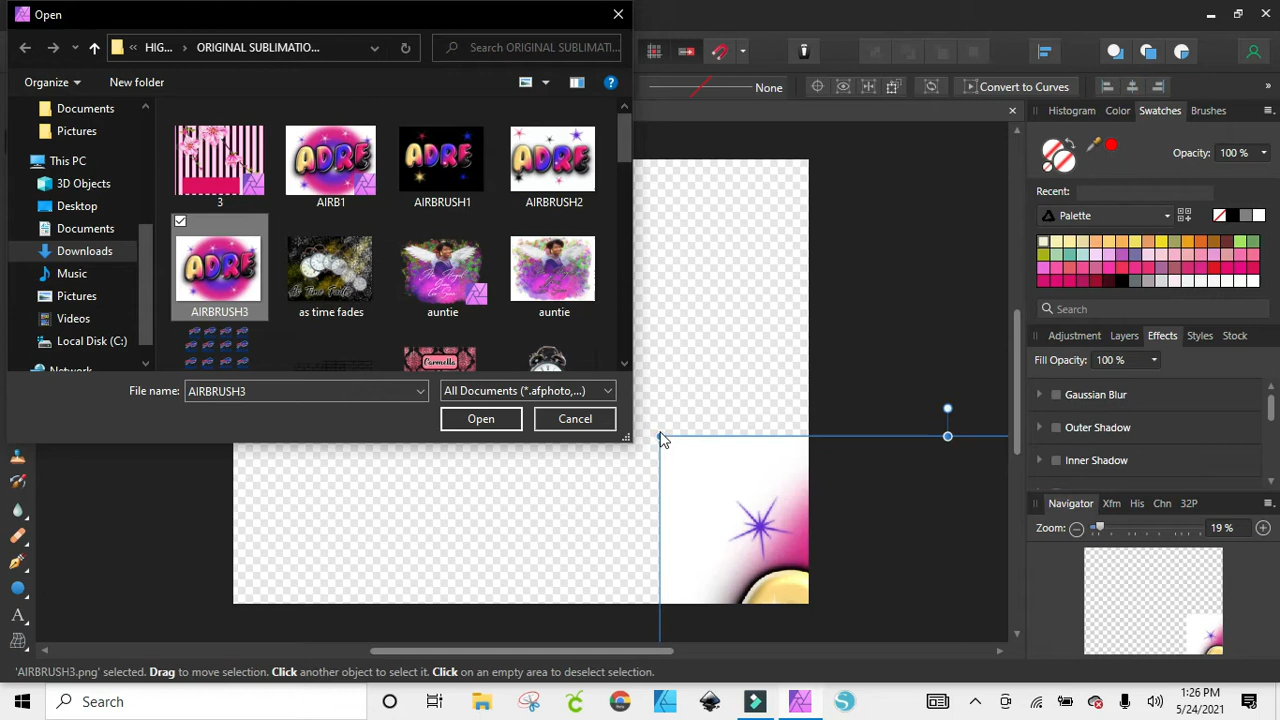 Open
HIG...
ORIGINAL SUBLIMATIO...
Search ORIGINAL SUBLIMATI...
Organize
New folder
None
Convert to Curves
Documents
Pictures
This PC
3D Objects
Desktop
Documents
Downloads
Music
Pictures
Videos
Local Disk (C:)
Network
ADRE
ADRE
ADRE
3
AIRB1
AIRBRUSH1
AIRBRUSH2
ADRE
AIRBRUSH3
as time fades
auntie
auntie
Carmella
File name:
AIRBRUSH3
All Documents (*.afphoto,...)
Open
Cancel
Histogram
Color
Swatches
Brushes
Opacity:
100 %
Recent:
Palette
Search
Adjustment
Layers
Effects
Styles
Stock
Fill Opacity:
100 %
Gaussian Blur
Outer Shadow
Inner Shadow
Navigator
Xfm
His
Chn
32P
Zoom:
19 %
'AIRBRUSH3.png' selected. Drag to move selection. Click another object to select it. Click on an empty area to deselect selection.
Search
1:26 PM
5/24/2021